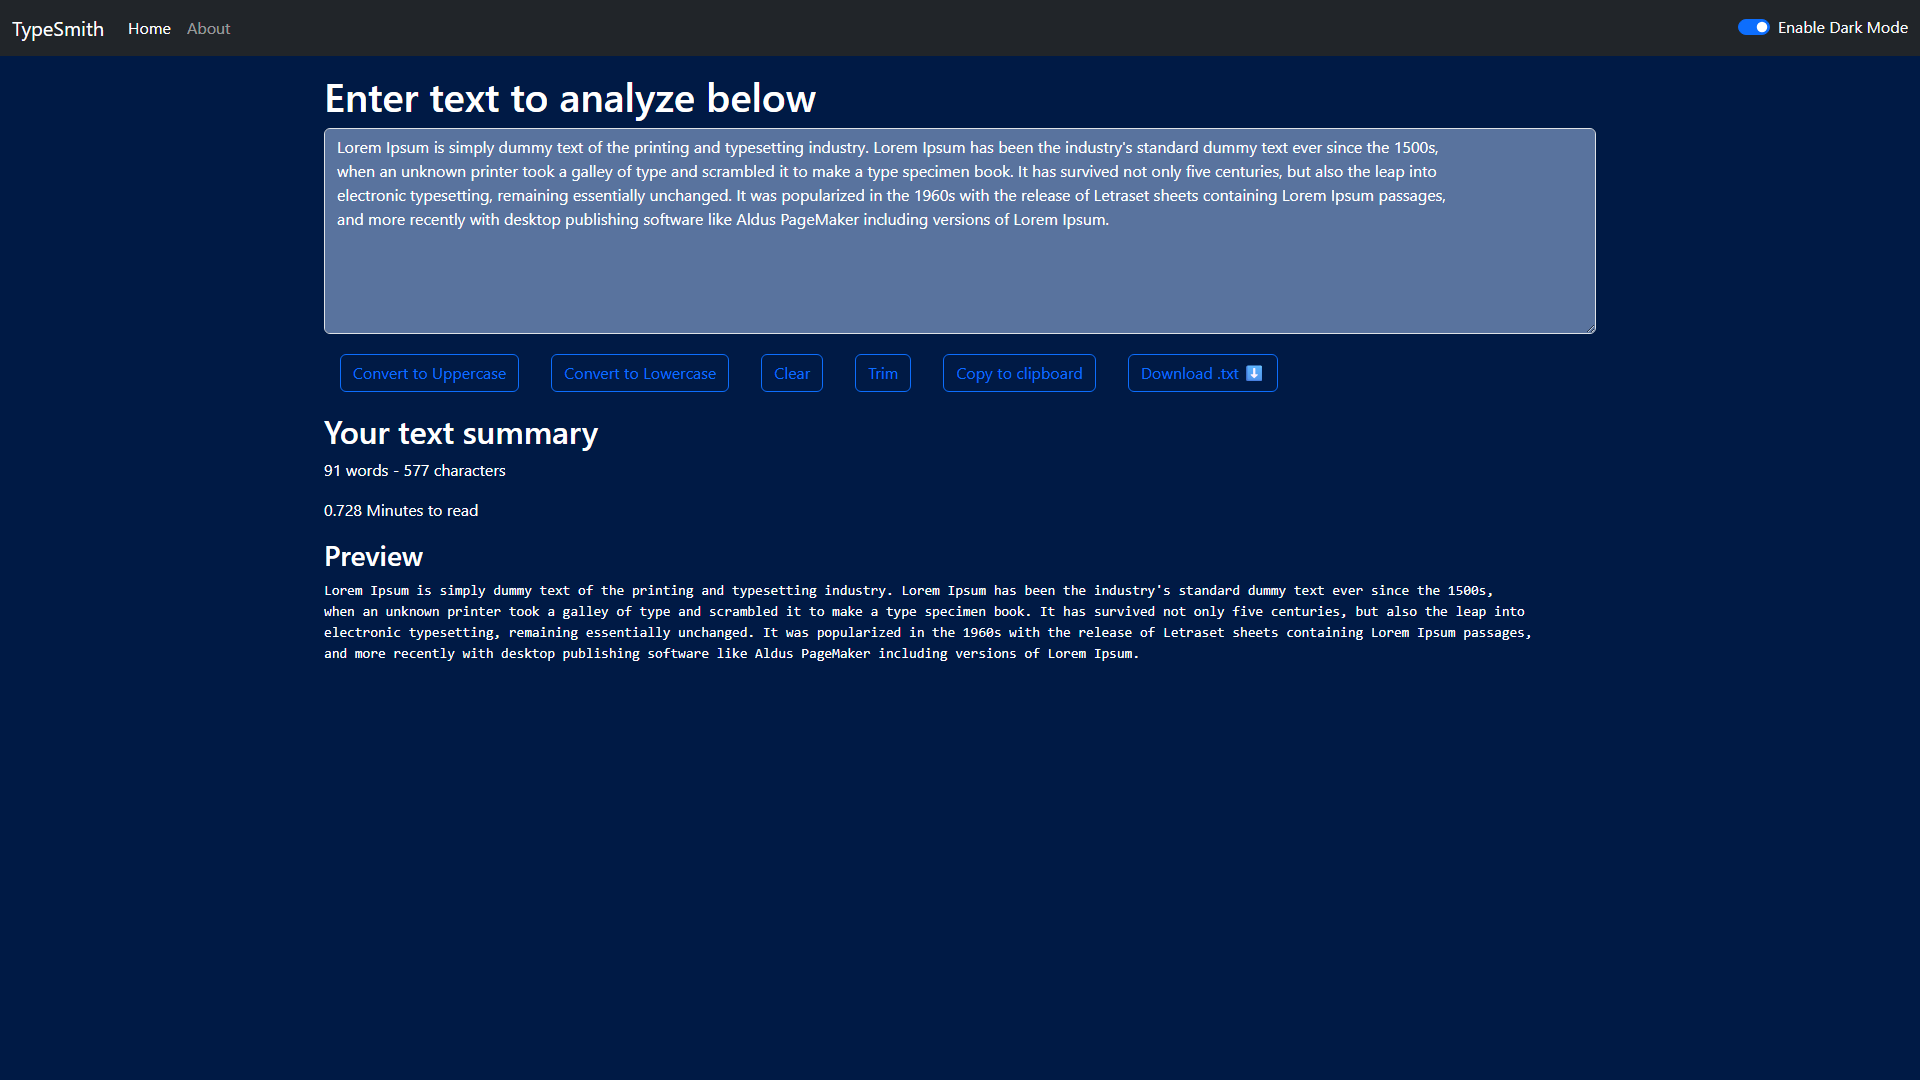 TypeSmith Home About Enable Dark Mode
Enter text to analyze below
Lorem Ipsum is simply dummy text of the printing and typesetting industry. Lorem Ipsum has been the industry's standard dummy text ever since the 1500s,
when an unknown printer took a galley of type and scrambled it to make a type specimen book. It has survived not only five centuries, but also the leap into
electronic typesetting, remaining essentially unchanged. It was popularized in the 1960s with the release of Letraset sheets containing Lorem Ipsum passages,
and more recently with desktop publishing software like Aldus PageMaker including versions of Lorem Ipsum.
Convert to Uppercase Convert to Lowercase Clear Trim Copy to clipboard Download .txt ⬇️
Your text summary
91 words - 577 characters
0.728 Minutes to read
Preview
Lorem Ipsum is simply dummy text of the printing and typesetting industry. Lorem Ipsum has been the industry's standard dummy text ever since the 1500s,
when an unknown printer took a galley of type and scrambled it to make a type specimen book. It has survived not only five centuries, but also the leap into
electronic typesetting, remaining essentially unchanged. It was popularized in the 1960s with the release of Letraset sheets containing Lorem Ipsum passages,
and more recently with desktop publishing software like Aldus PageMaker including versions of Lorem Ipsum.